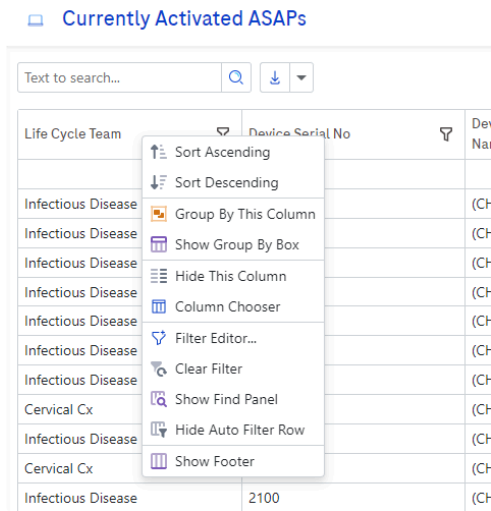 Currently Activated ASAPs
Text to search...
Life Cycle Team
Device Serial No
Sort Ascending
Sort Descending
Group By This Column
Show Group By Box
Hide This Column
Column Chooser
Filter Editor...
Clear Filter
Show Find Panel
Hide Auto Filter Row
Show Footer
Infectious Disease
Infectious Disease
Infectious Disease
Infectious Disease
Infectious Disease
Infectious Disease
Infectious Disease
Cervical Cx
Infectious Disease
Cervical Cx
Infectious Disease 2100